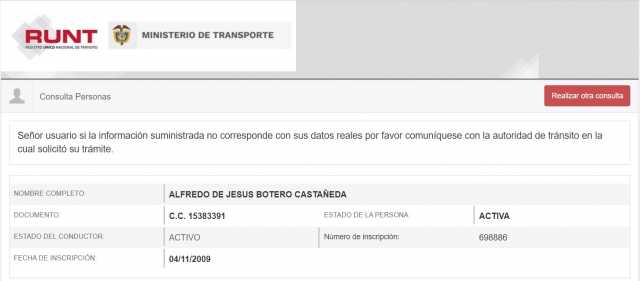 RUNT
REGISTRO ÚNICO NACIONAL DE TRÁNSITO
MINISTERIO DE TRANSPORTE
Consulta Personas
Realizar otra consulta
Señor usuario si la información suministrada no corresponde con sus datos reales por favor comuníquese con la autoridad de tránsito en la
cual solicitó su trámite.
NOMBRE COMPLETO: ALFREDO DE JESUS BOTERO CASTAÑEDA
DOCUMENTO: C.C. 15383391 ESTADO DE LA PERSONA: ACTIVA
ESTADO DEL CONDUCTOR: ACTIVO Número de inscripción: 698886
FECHA DE INSCRIPCIÓN: 04/11/2009